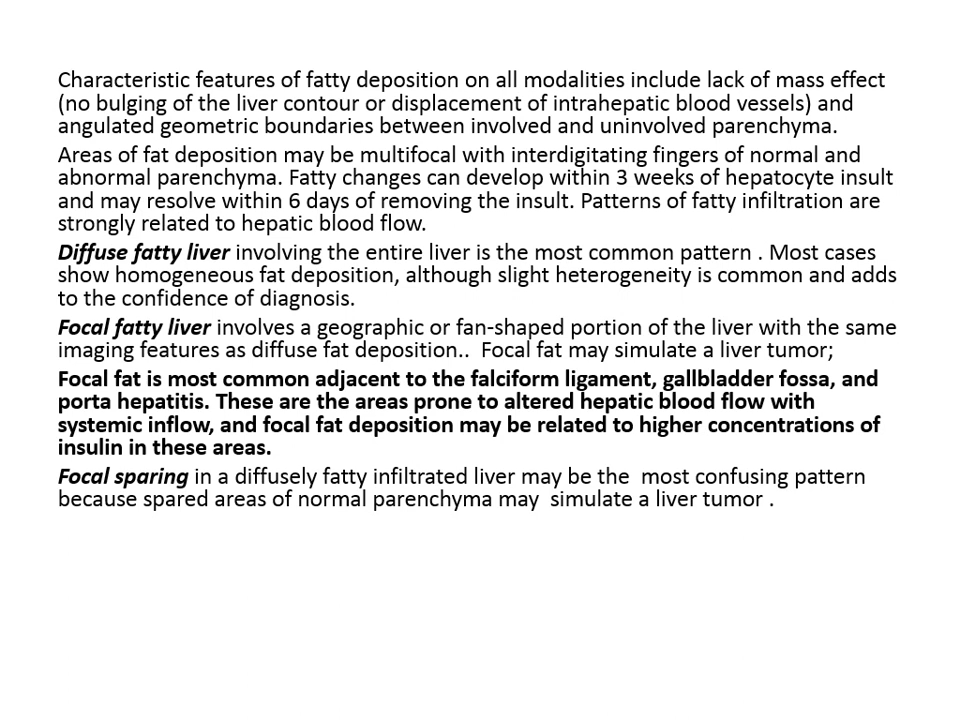 Characteristic features of fatty deposition on all modalities include lack of mass effect
(no bulging of the liver contour or displacement of intrahepatic blood vessels) and
angulated geometric boundaries between involved and uninvolved parenchyma.
Areas of fat deposition may be multifocal with interdigitating fingers of normal and
abnormal parenchyma. Fatty changes can develop within 3 weeks of hepatocyte insult
and may resolve within 6 days of removing the insult. Patterns of fatty infiltration are
strongly related to hepatic blood flow.
Diffuse fatty liver involving the entire liver is the most common pattern . Most cases
show homogeneous fat deposition, although slight heterogeneity is common and adds
to the confidence of diagnosis.
Focal fatty liver involves a geographic or fan-shaped portion of the liver with the same
imaging features as diffuse fat deposition..  Focal fat may simulate a liver tumor;
Focal fat is most common adjacent to the falciform ligament, gallbladder fossa, and
porta hepatitis. These are the areas prone to altered hepatic blood flow with
systemic inflow, and focal fat deposition may be related to higher concentrations of
insulin in these areas.
Focal sparing in a diffusely fatty infiltrated liver may be the  most confusing pattern
because spared areas of normal parenchyma may  simulate a liver tumor .